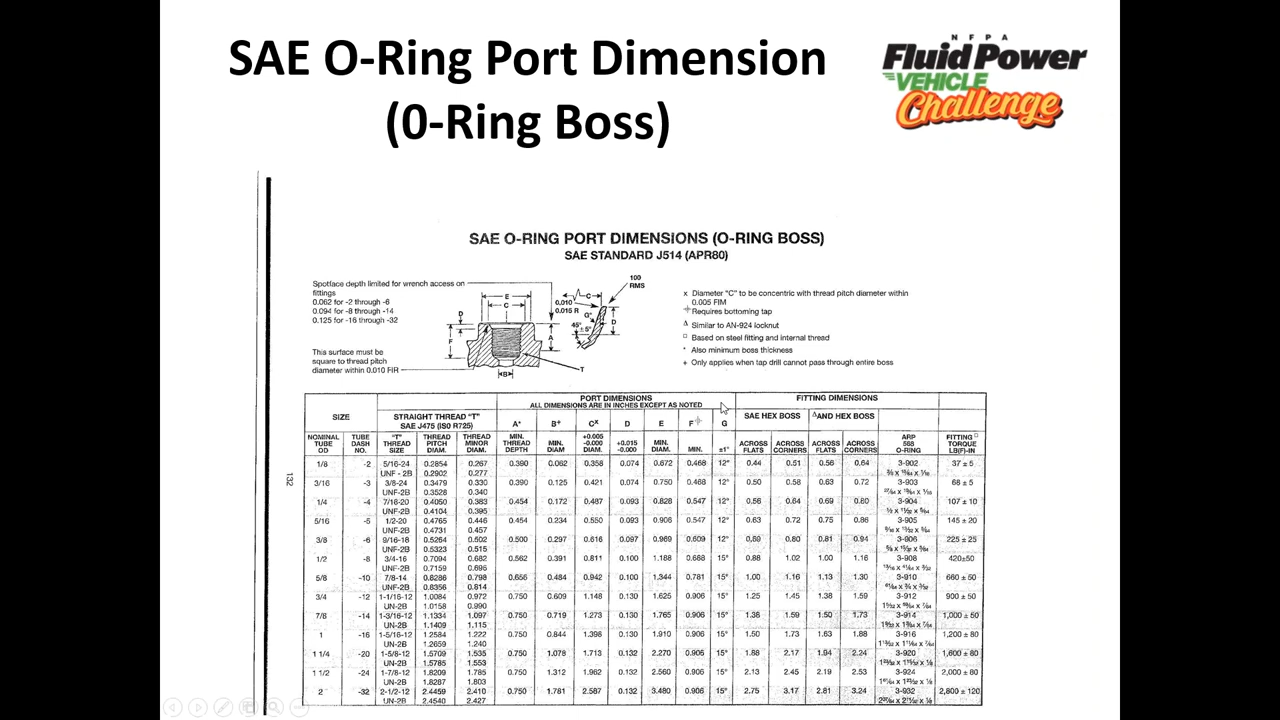 SAE O-Ring Port Dimension
(0-Ring Boss)
NFPA
Fluid Power
VEHICLE
Challenge
SAE O-RING PORT DIMENSIONS (O-RING BOSS)
SAE STANDARD J514 (APR80)
Spotface depth limited for wrench access on
fittings
0.062 for -2 through -6
0.094 for -8 through -14
0.125 for -16 through -32
This surface must be
square to thread pitch
diameter within 0.010 FIR
E
C
D
F
A
B
T
C
0.010
0.015 R
G°
45°
±5°
D
100
RMS
x Diameter "C" to be concentric with thread pitch diameter within
0.005 FIM
Requires bottoming tap
Δ Similar to AN-924 locknut
□ Based on steel fitting and internal thread
* Also minimum boss thickness
+ Only applies when tap drill cannot pass through entire boss
132
SIZE
STRAIGHT THREAD "T"
SAE J475 (IS0 R725)
PORT DIMENSIONS
ALL DIMENSIONS ARE IN INCHES EXCEPT AS NOTED
FITTING DIMENSIONS
A* B+ Cx D E F G SAE HEX BOSS ΔAND HEX BOSS
NOMINAL TUBE OD
TUBE DASH NO.
"T" THREAD SIZE
THREAD PITCH DIAM.
THREAD MINOR DIAM.
MIN. THREAD DEPTH
MIN. DIAM
+0.005 -0.000 DIAM.
+0.015 -0.000
MIN. DIAM.
MIN.
±1°
ACROSS FLATS
ACROSS CORNERS
ACROSS FLATS
ACROSS CORNERS
ARP 568 O-RING
FITTING□ TORQUE LB(F)-IN
1/8 -2 5/16-24 0.2854 0.267 0.390 0.062 0.358 0.074 0.672 0.468 12° 0.44 0.51 0.56 0.64 3-902 37 ± 5
UNF - 2B 0.2902 0.277
3/16 -3 3/8-24 0.3479 0.330 0.390 0.125 0.421 0.074 0.750 0.468 12° 0.50 0.58 0.63 0.72 3-903 68 ± 5
UNF-2B 0.3528 0.340
1/4 -4 7/18-20 0.4050 0.383 0.454 0.172 0.487 0.093 0.828 0.547 12° 0.56 0.64 0.69 0.80 3-904 107 ± 10
UNF-2B 0.4104 0.395
5/16 -5 1/2-20 0.4765 0.446 0.454 0.234 0.550 0.093 0.906 0.547 12° 0.63 0.72 0.75 0.86 3-905 145 ± 20
UNF-2B 0.4731 0.457
3/8 -6 9/16-18 0.5264 0.502 0.500 0.297 0.616 0.097 0.969 0.609 12° 0.69 0.80 0.81 0.94 3-906 225 ± 25
UNF-2B 0.5323 0.515
1/2 -8 3/4-16 0.7094 0.682 0.562 0.391 0.811 0.100 1.188 0.688 15° 0.88 1.02 1.00 1.16 3-908 420±50
UNF-2B 0.7159 0.695
5/8 -10 7/8-14 0.8286 0.798 0.656 0.484 0.942 0.100 1,344 0.781 15° 1.00 1.16 1.13 1.30 3-910 660 ± 50
UNF-2B 0.8356 0.814
3/4 -12 1-1/16-12 1.0084 0.972 0.750 0.609 1.148 0.130 1.625 0.906 15° 1.25 1.45 1.38 1.59 3-912 900 ± 50
UN-2B 1.0158 0.990
7/8 -14 1-3/16-12 1.1334 1.097 0.750 0.719 1.273 0.130 1.765 0.906 15° 1.38 1.59 1.50 1.73 3-914 1,000 ± 50
UN-2B 1.1409 1.115
1 -16 1-5/16-12 1.2584 1.222 0.750 0.844 1.398 0.130 1.910 0.906 15° 1.50 1.73 1.63 1.88 3-916 1,200 ± 80
UN-2B 1.2659 1.240
1 1/4 -20 1-5/8-12 1.5709 1.535 0.750 1.078 1.713 0.132 2.270 0.906 15° 1.88 2.17 1.94 2.24 3-920 1,600 ± 80
UN-2B 1.5785 1.553
1 1/2 -24 1-7/8-12 1.8209 1.785 0.750 1.312 1.962 0.132 2.560 0.906 15° 2.13 2.45 2.19 2.53 3-924 2,000 ± 80
UN-2B 1.8287 1.803
2 -32 2-1/2-12 2.4459 2.410 0.750 1.781 2.587 0.132 3.480 0.906 15° 2.75 3.17 2.81 3.24 3-932 2,800 ± 120
UN-2B 2.4540 2.427